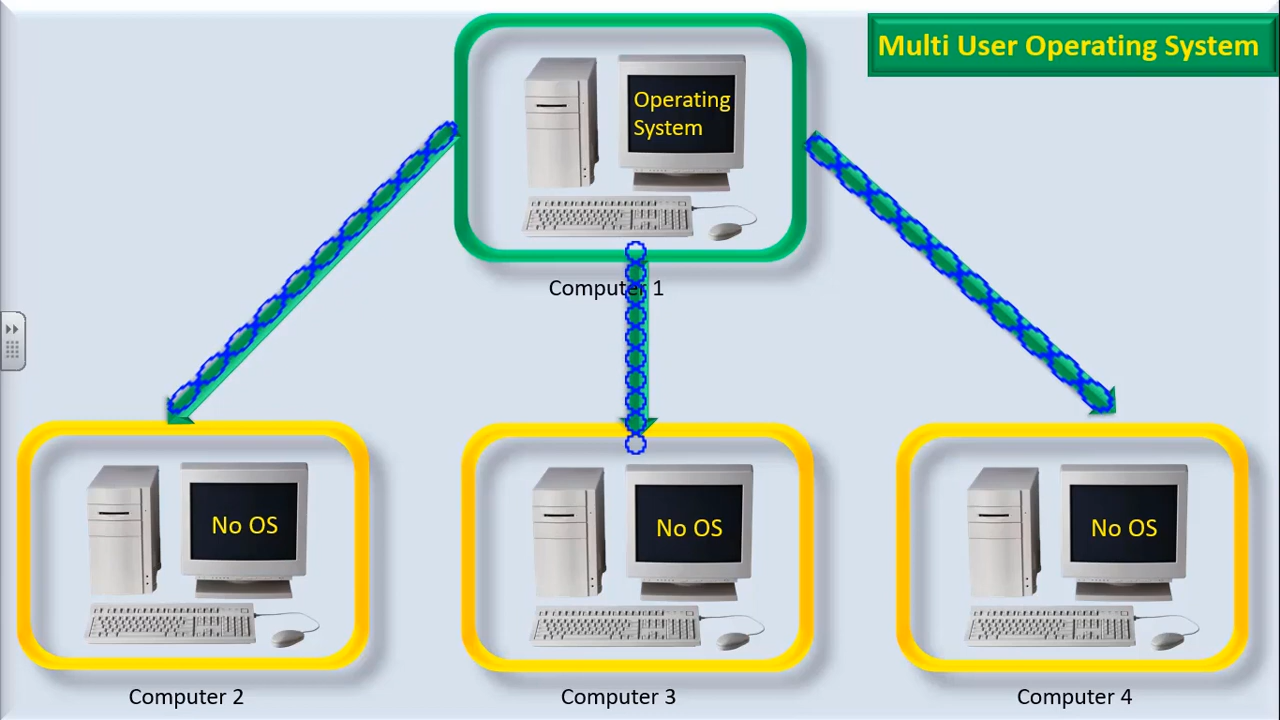 Multi User Operating System
Operating
System
Computer 1
No OS
No OS
No OS
Computer 2
Computer 3
Computer 4